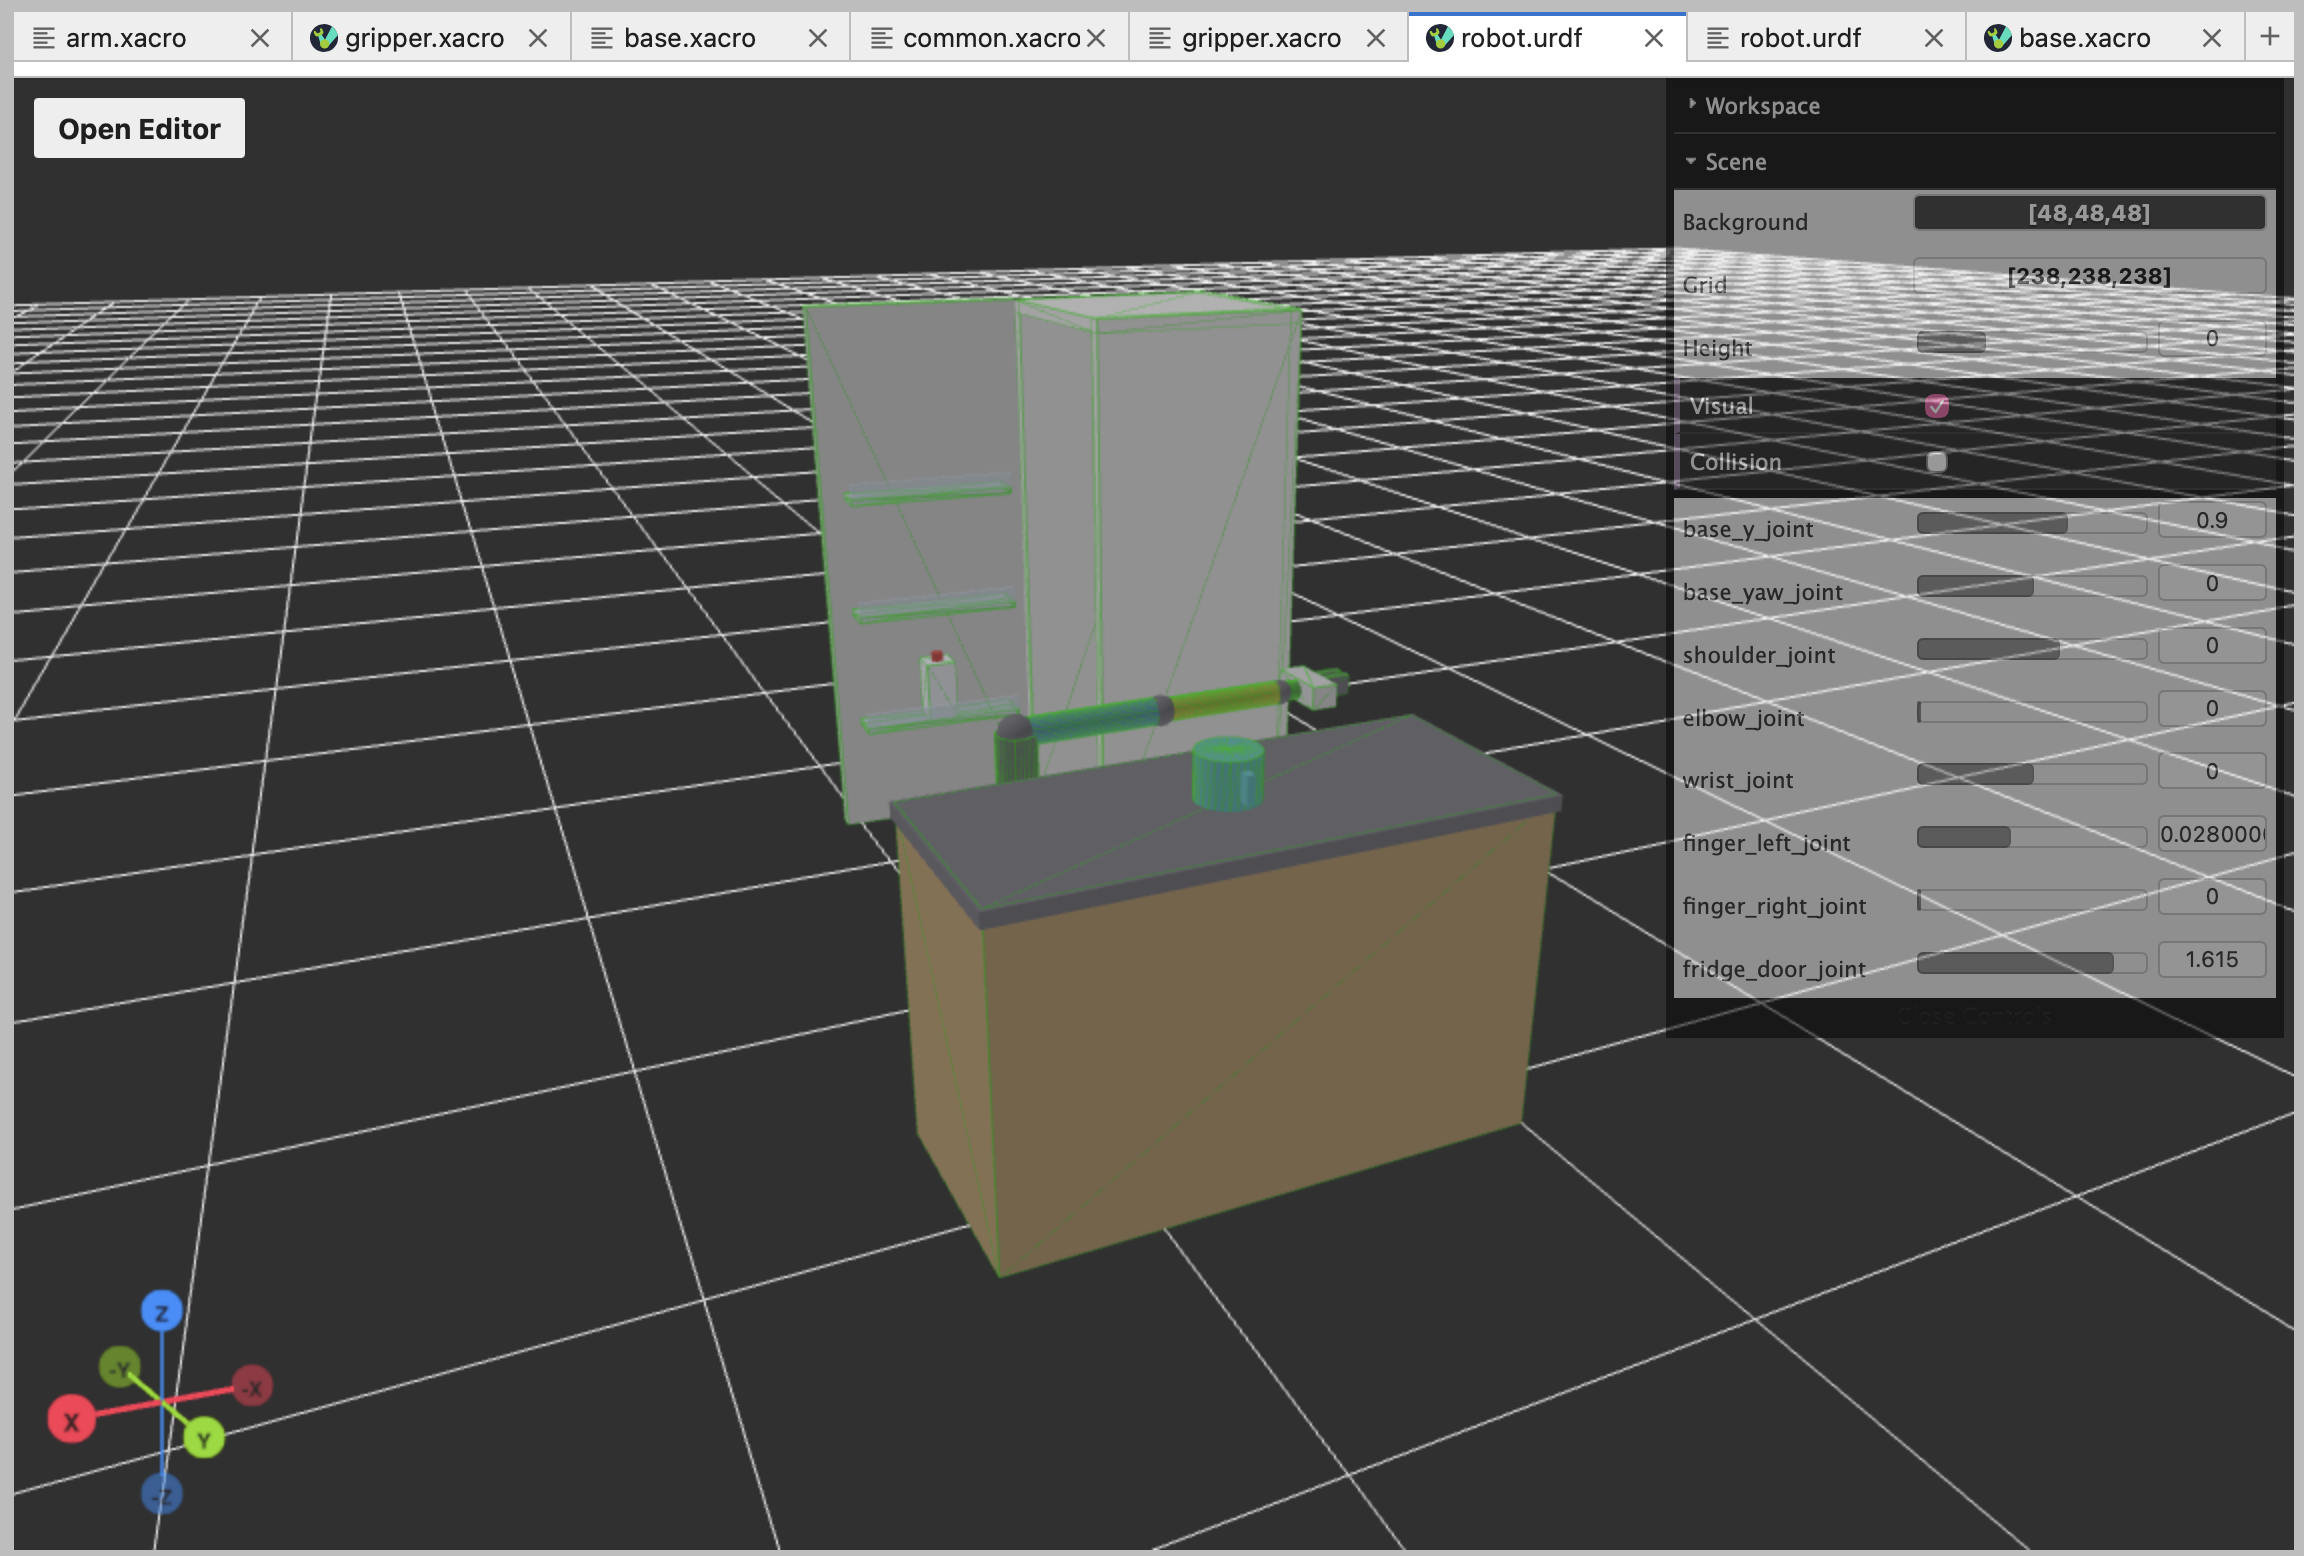 arm.xacro
gripper.xacro
base.xacro
common.xacro
gripper.xacro
robot.urdf
robot.urdf
base.xacro
Open Editor
Workspace
Scene
Background [48,48,48]
Grid [238,238,238]
Height 0
Visual
Collision
base_y_joint 0.9
base_yaw_joint 0
shoulder_joint 0
elbow_joint 0
wrist_joint 0
finger_left_joint 0.028000
finger_right_joint 0
fridge_door_joint 1.615
Close Controls
Z
-Y
-X
X
Y
-Z